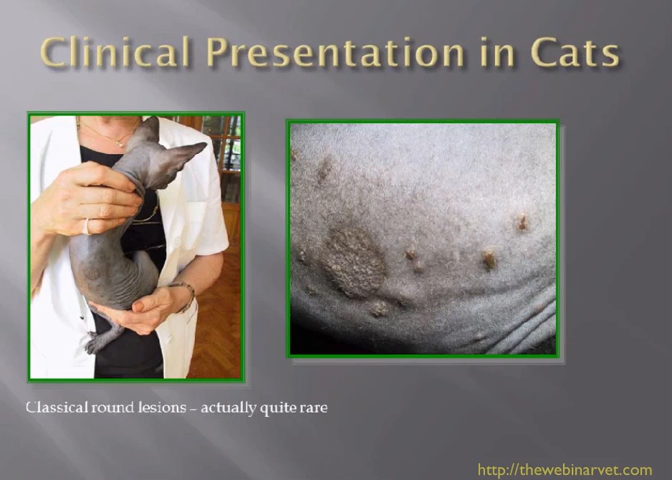 Clinical Presentation in Cats
Classical round lesions – actually quite rare
http://thewebinarvet.com